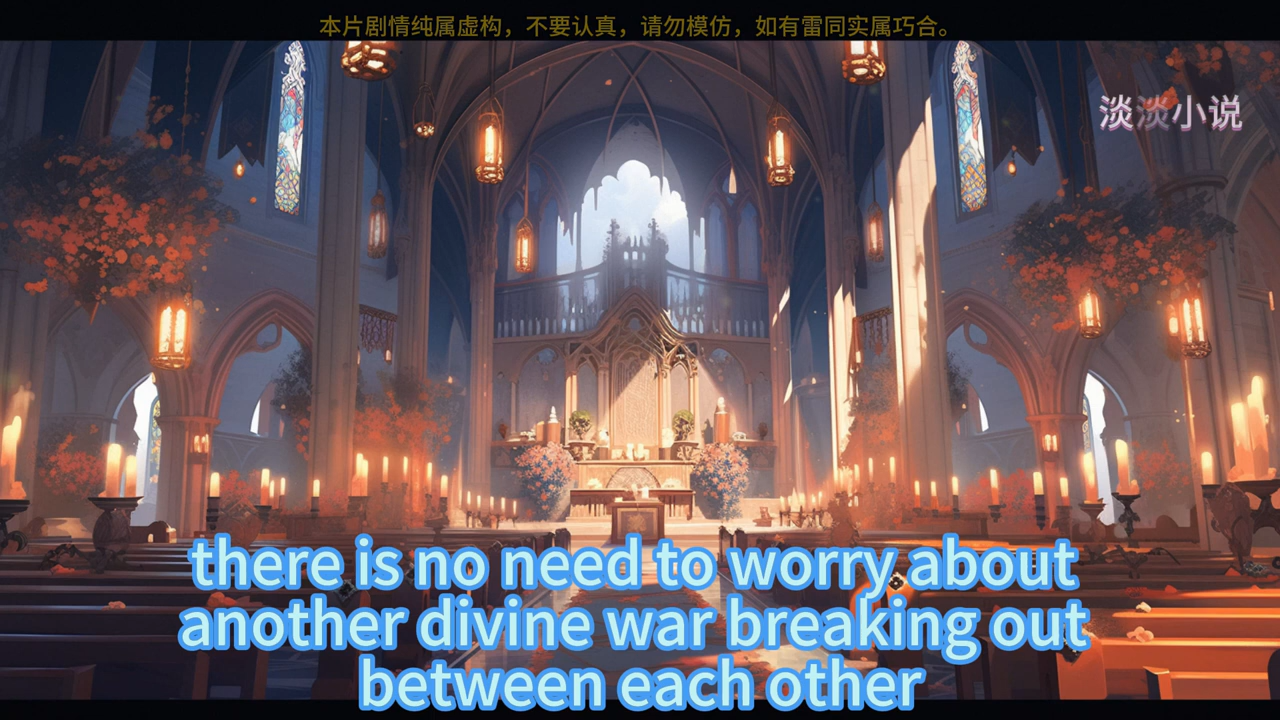 本片剧情纯属虚构，不要认真，请勿模仿，如有雷同实属巧合。
淡淡小说
there is no need to worry about
another divine war breaking out
between each other